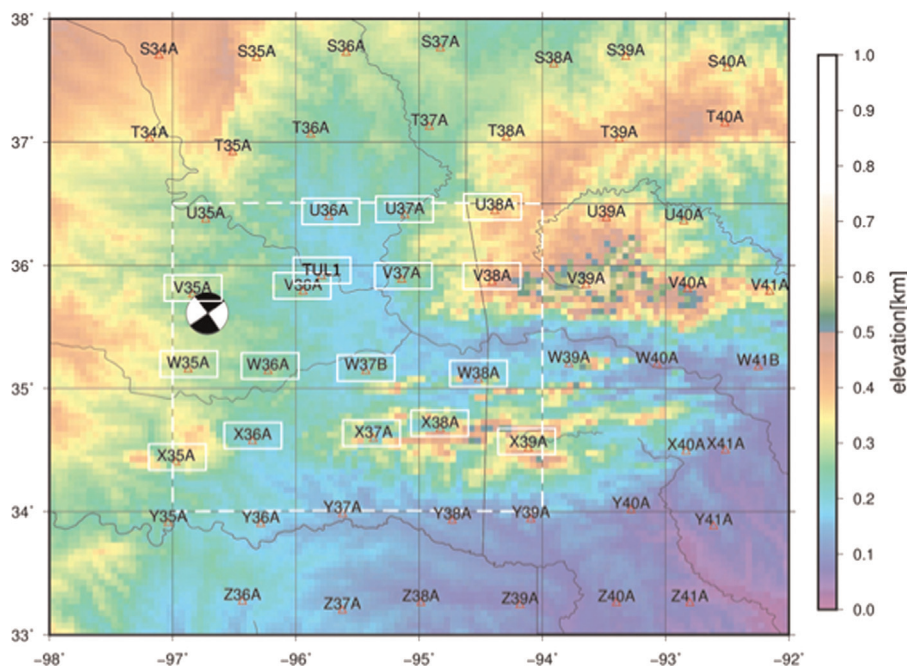 38°
S34A S35A S36A S37A S38A S39A S40A
37°
T34A T35A T36A T37A T38A T39A T40A
U35A U36A U37A U38A U39A U40A
36°
TUL1
V35A V36A V37A V38A V39A V40A V41A
W35A W36A W37B W38A W39A W40A W41B
35°
X35A X36A X37A X38A X39A X40A X41A
34°
Y35A Y36A Y37A Y38A Y39A Y40A Y41A
Z36A Z37A Z38A Z39A Z40A Z41A
33°
−98° −97° −96° −95° −94° −93° −92°
1.0
0.9
0.8
0.7
0.6
0.5
0.4
0.3
0.2
0.1
0.0
elevation[km]